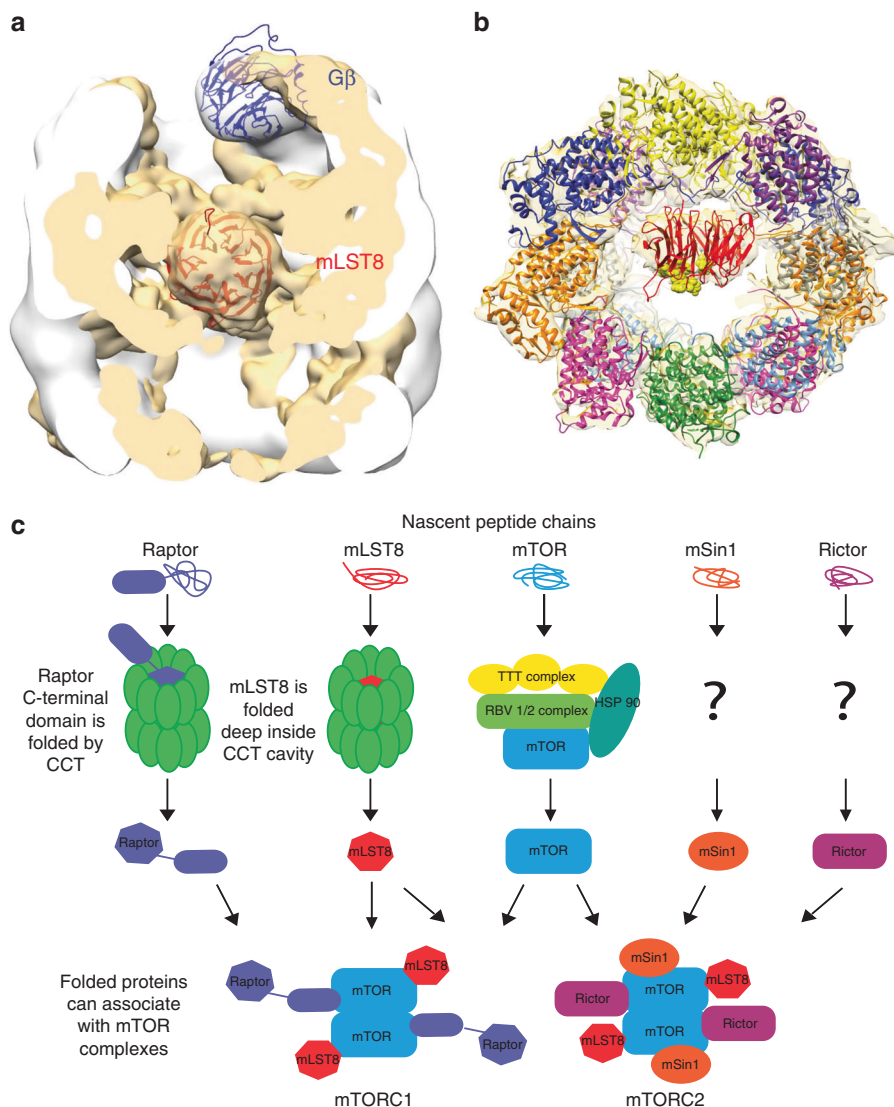 a
b
Gβ
mLST8
c
Nascent peptide chains
Raptor
mLST8
mTOR
mSin1
Rictor
Raptor
C-terminal
domain is
folded by
CCT
mLST8 is
folded
deep inside
CCT cavity
TTT complex
HSP 90
RBV 1/2 complex
mTOR
?
?
Raptor
mLST8
mTOR
mSin1
Rictor
Folded proteins
can associate
with mTOR
complexes
Raptor
mLST8
mTOR
mTOR
mLST8
Raptor
mTORC1
mSin1
mLST8
Rictor
mTOR
mTOR
Rictor
mLST8
mSin1
mTORC2